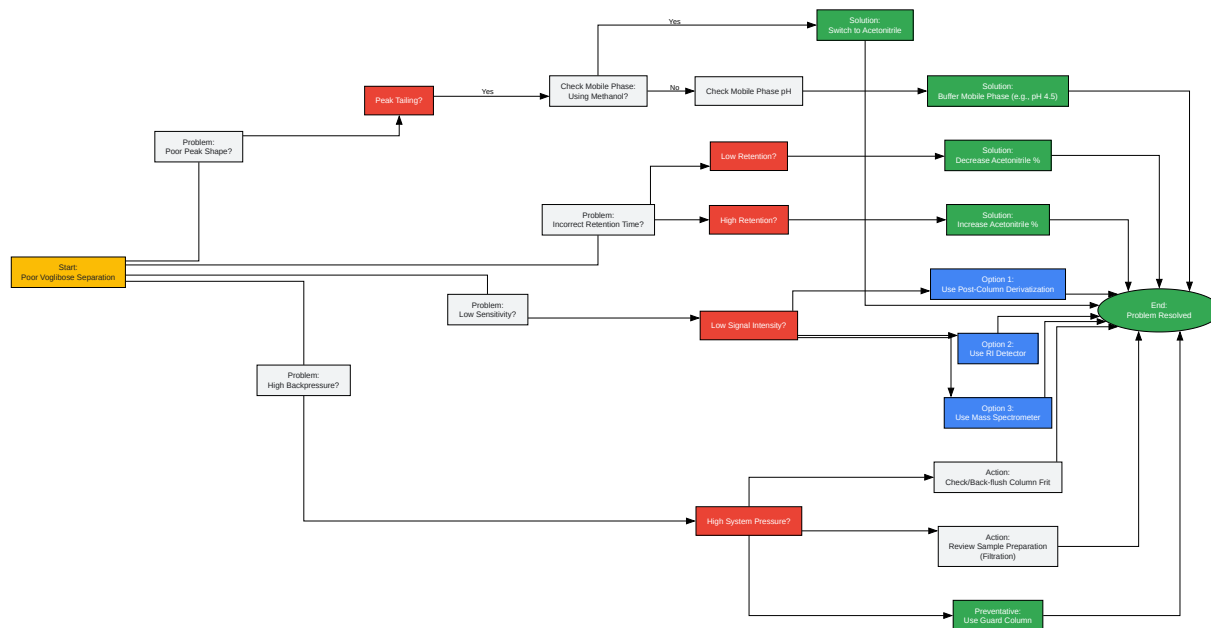 Solution:
Switch to Acetonitrile
Yes
Check Mobile Phase:
Using Methanol?
No
Check Mobile Phase pH
Solution:
Buffer Mobile Phase (e.g., pH 4.5)
Peak Tailing?
Yes
Problem:
Poor Peak Shape?
Low Retention?
Solution:
Decrease Acetonitrile %
Problem:
Incorrect Retention Time?
High Retention?
Solution:
Increase Acetonitrile %
Start:
Poor Voglibose Separation
Option 1:
Use Post-Column Derivatization
Problem:
Low Sensitivity?
Low Signal Intensity?
End:
Problem Resolved
Option 2:
Use RI Detector
Problem:
High Backpressure?
Option 3:
Use Mass Spectrometer
Action:
Check/Back-flush Column Frit
High System Pressure?
Action:
Review Sample Preparation
(Filtration)
Preventative:
Use Guard Column